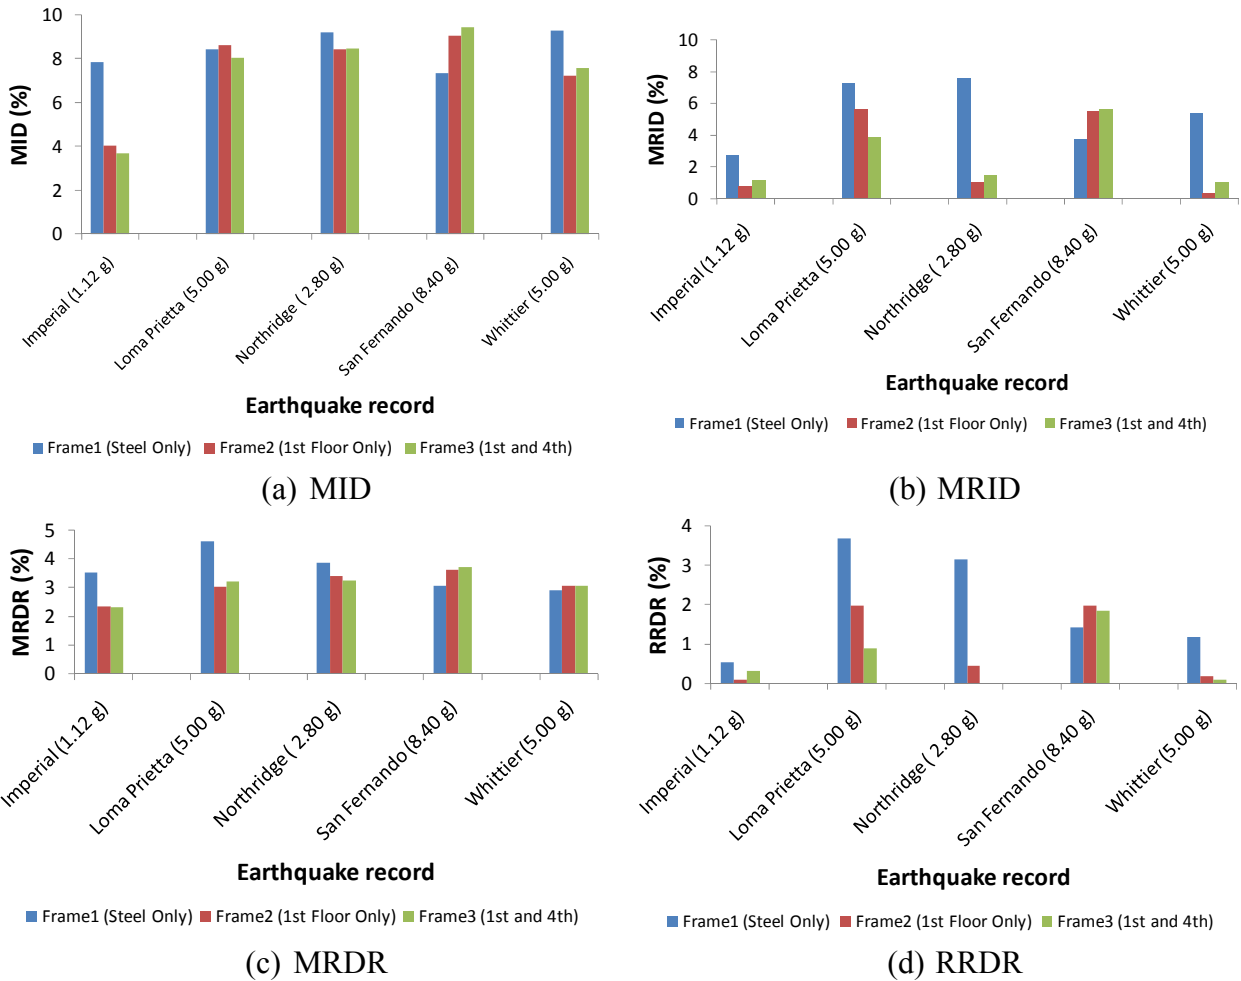 MID (%)
10
8
6
4
2
0
Imperial (1.12 g)
Loma Prietta (5.00 g)
Northridge ( 2.80 g)
San Fernando (8.40 g)
Whittier (5.00 g)
Earthquake record
Frame1 (Steel Only) Frame2 (1st Floor Only) Frame3 (1st and 4th)
(a) MID
MRID (%)
10
8
6
4
2
0
Imperial (1.12 g)
Loma Prietta (5.00 g)
Northridge ( 2.80 g)
San Fernando (8.40 g)
Whittier (5.00 g)
Earthquake record
Frame1 (Steel Only) Frame2 (1st Floor Only) Frame3 (1st and 4th)
(b) MRID
MRDR (%)
5
4
3
2
1
0
Imperial (1.12 g)
Loma Prietta (5.00 g)
Northridge ( 2.80 g)
San Fernando (8.40 g)
Whittier (5.00 g)
Earthquake record
Frame1 (Steel Only) Frame2 (1st Floor Only) Frame3 (1st and 4th)
(c) MRDR
RRDR (%)
4
3
2
1
0
Imperial (1.12 g)
Loma Prietta (5.00 g)
Northridge ( 2.80 g)
San Fernando (8.40 g)
Whittier (5.00 g)
Earthquake record
Frame1 (Steel Only) Frame2 (1st Floor Only) Frame3 (1st and 4th)
(d) RRDR